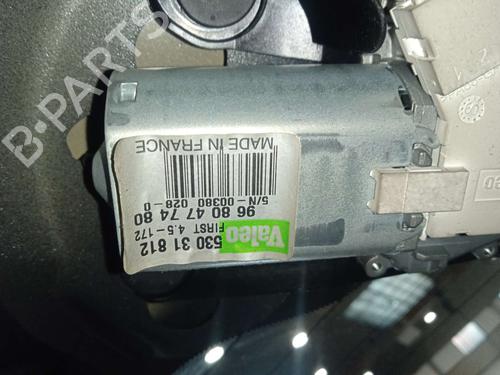 Valeo
530 31 812
FIRST 4.5-172
96 80 47 74 80
S/N-00380 028-0
MADE IN FRANCE
B-PARTS